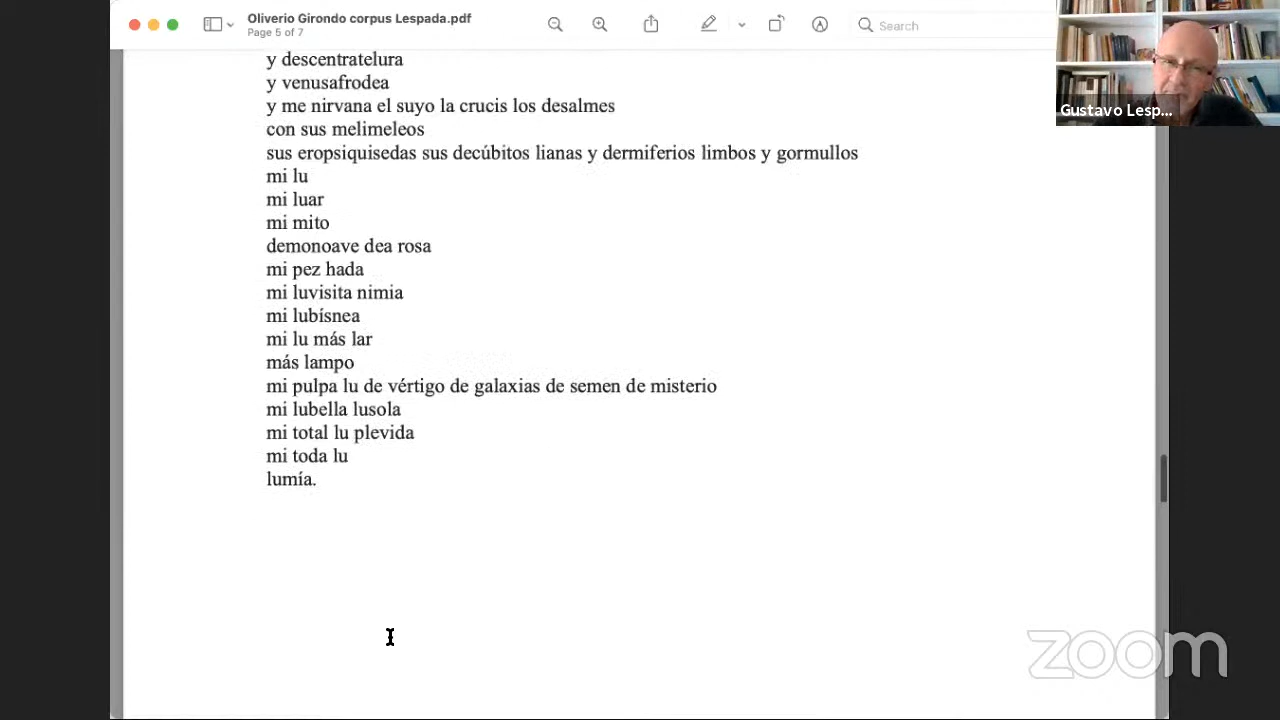 Oliverio Girondo corpus Lespada.pdf
Page 5 of 7
Search
Gustavo Lesp...
y descentratelura
y venusafrodea
y me nirvana el suyo la crucis los desalmes
con sus melimeleos
sus eropsiquisedas sus decúbitos lianas y dermiferios limbos y gormullos
mi lu
mi luar
mi mito
demonoave dea rosa
mi pez hada
mi luvisita nimia
mi lubísnea
mi lu más lar
más lampo
mi pulpa lu de vértigo de galaxias de semen de misterio
mi lubella lusola
mi total lu plevida
mi toda lu
lumía.
zoom